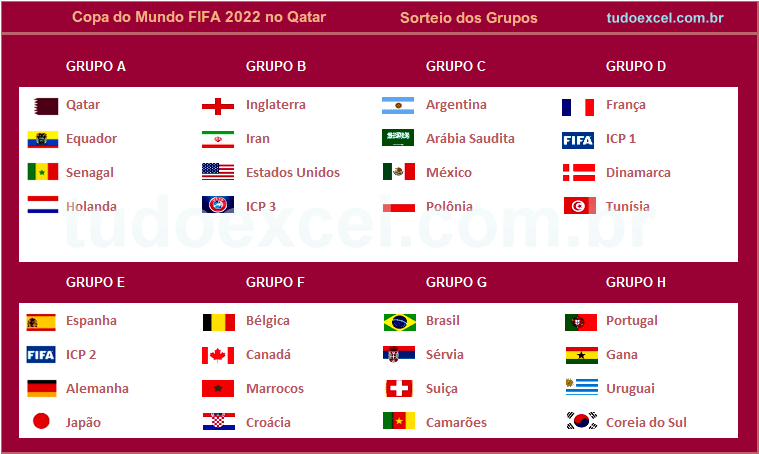 Copa do Mundo FIFA 2022 no Qatar Sorteio dos Grupos tudoexcel.com.br
GRUPO A GRUPO B GRUPO C GRUPO D
Qatar Inglaterra Argentina França
Equador Iran Arábia Saudita FIFA ICP 1
Senagal Estados Unidos México Dinamarca
Holanda ICP 3 Polônia Tunísia
tudoexcel.com.br
GRUPO E GRUPO F GRUPO G GRUPO H
Espanha Bélgica Brasil Portugal
FIFA ICP 2 Canadá Sérvia Gana
Alemanha Marrocos Suiça Uruguai
Japão Croácia Camarões Coreia do Sul